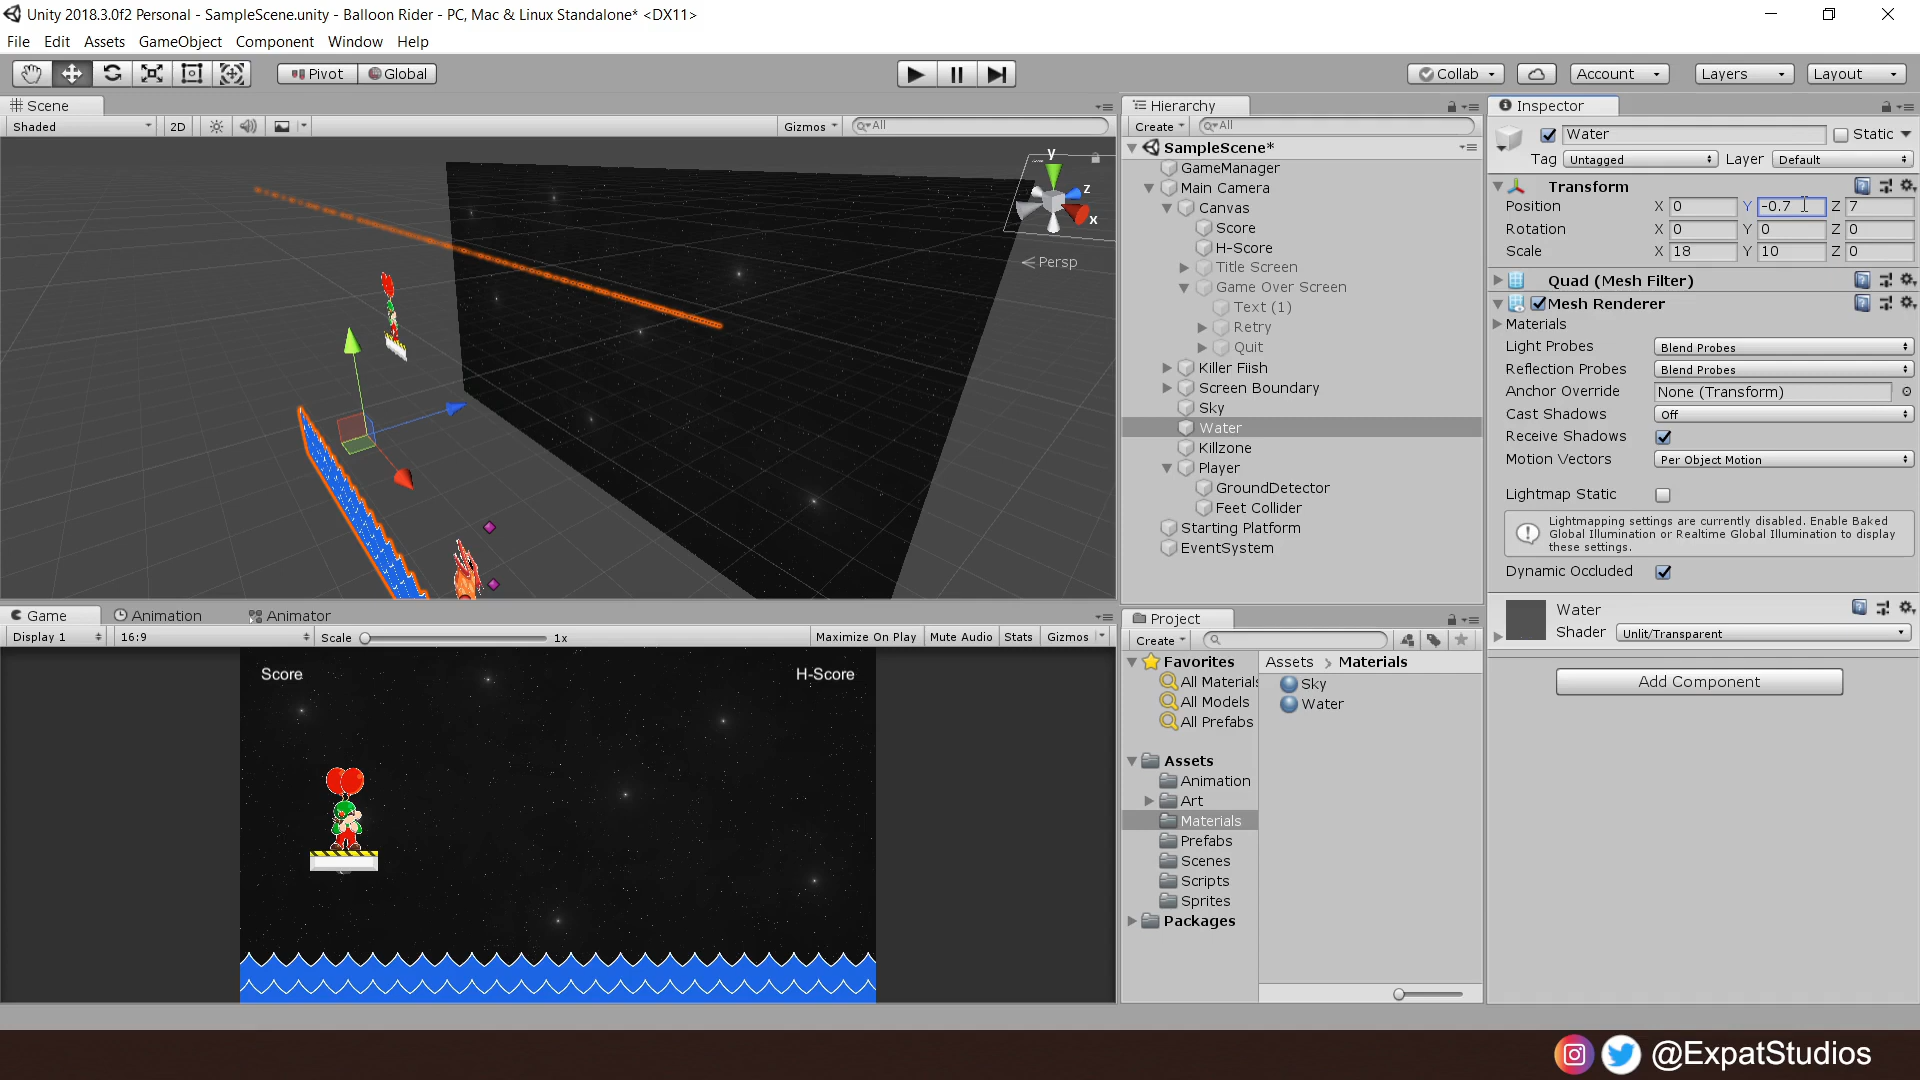 Unity 2018.3.0f2 Personal - SampleScene.unity - Balloon Rider - PC, Mac & Linux Standalone* <DX11>
File Edit Assets GameObject Component Window Help
Pivot Global Collab Account Layers Layout
Scene
Shaded 2D Gizmos All
y
z
x
Persp
Hierarchy
Create All
SampleScene*
GameManager
Main Camera
Canvas
Score
H-Score
Title Screen
Game Over Screen
Text (1)
Retry
Quit
Killer Fiish
Screen Boundary
Sky
Water
Killzone
Player
GroundDetector
Feet Collider
Starting Platform
EventSystem
Inspector
Water Static
Tag Untagged Layer Default
Transform
Position X 0 Y -0.7 Z 7
Rotation X 0 Y 0 Z 0
Scale X 18 Y 10 Z 0
Quad (Mesh Filter)
Mesh Renderer
Materials
Light Probes Blend Probes
Reflection Probes Blend Probes
Anchor Override None (Transform)
Cast Shadows Off
Receive Shadows
Motion Vectors Per Object Motion
Lightmap Static
Lightmapping settings are currently disabled. Enable Baked
Global Illumination or Realtime Global Illumination to display
these settings.
Dynamic Occluded
Water
Shader Unlit/Transparent
Add Component
Game Animation Animator
Display 1 16:9 Scale 1x Maximize On Play Mute Audio Stats Gizmos
Score H-Score
Project
Create
Favorites
All Materials
All Models
All Prefabs
Assets
Animation
Art
Materials
Prefabs
Scenes
Scripts
Sprites
Packages
Assets > Materials
Sky
Water
@ExpatStudios